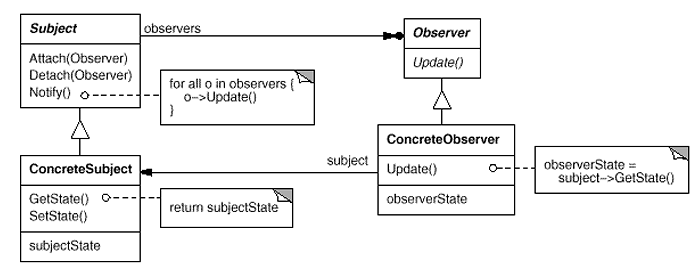 Subject
observers
Observer
Attach(Observer)
Detach(Observer)
Notify()
for all o in observers {
o->Update()
}
Update()
ConcreteSubject
GetState()
SetState()
subjectState
return subjectState
subject
ConcreteObserver
Update()
observerState
observerState =
subject->GetState()